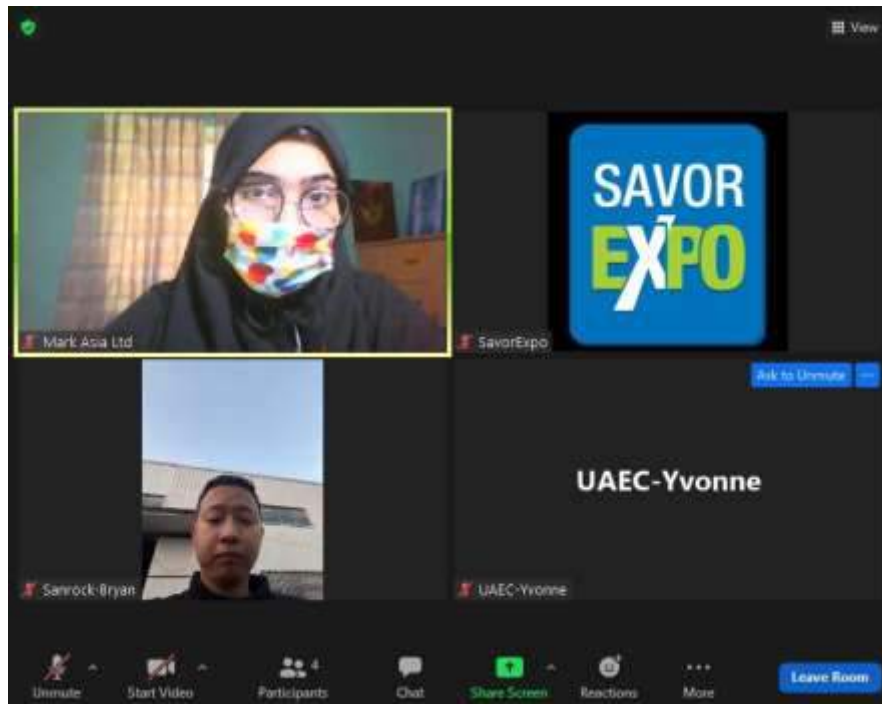 View
Mark Asia Ltd
SAVOR
EXPO
SavorExpo
Sanrock-Bryan
Ask to Unmute
UAEC-Yvonne
UAEC-Yvonne
Unmute
Start Video
4
Participants
Chat
Share Screen
Reactions
More
Leave Room